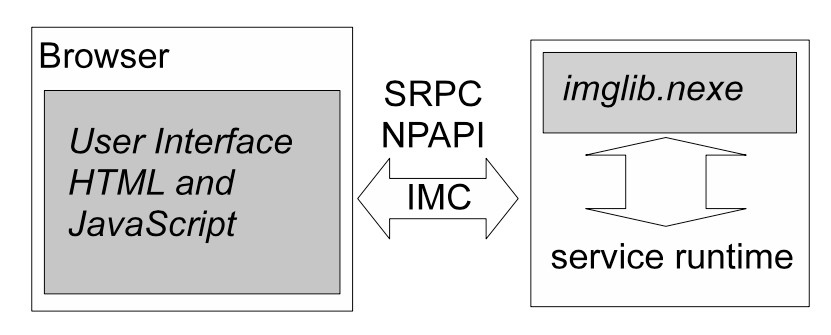 Browser
User Interface
HTML and
JavaScript
SRPC
NPAPI
IMC
imglib.nexe
service runtime